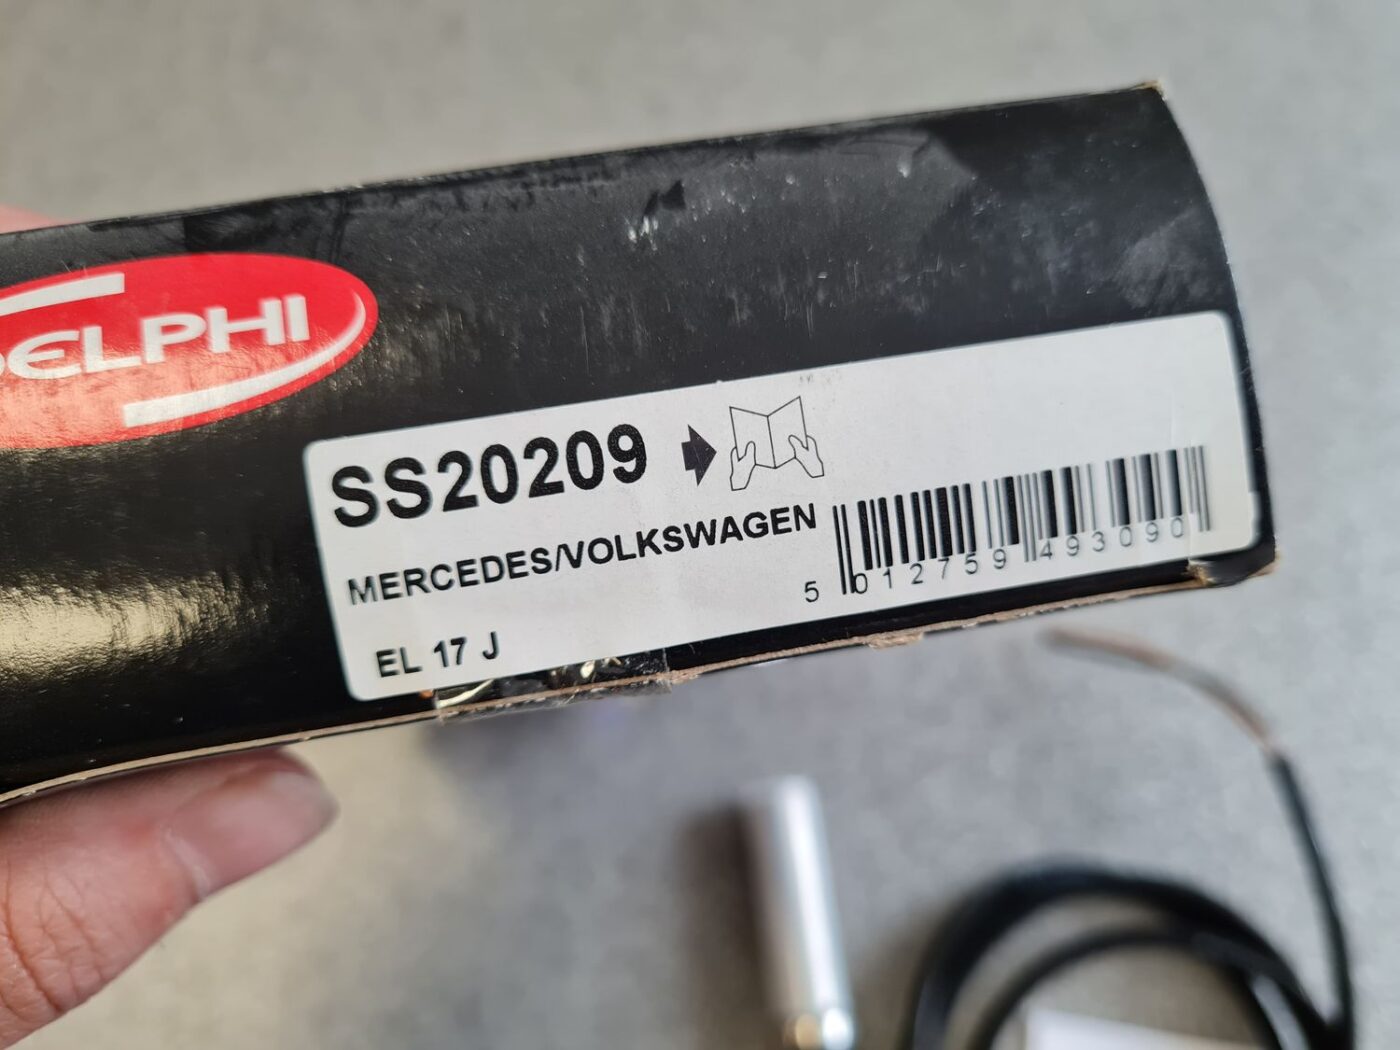 DELPHI
SS20209
MERCEDES/VOLKSWAGEN
EL 17 J
5 012759 493090